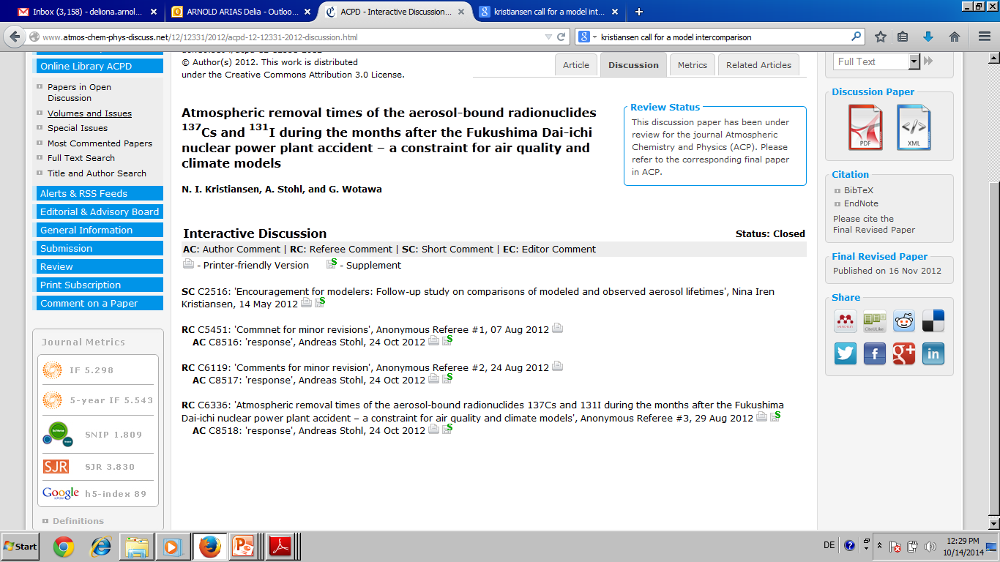 Inbox (3,158) - deliona.arnol...
ARNOLD ARIAS Delia - Outloo...
ACPD - Interactive Discussion...
kristiansen call for a model int...
www.atmos-chem-phys-discuss.net/12/12331/2012/acpd-12-12331-2012-discussion.html
kristiansen call for a model intercomparison
Online Library ACPD
Papers in Open
Discussion
Volumes and Issues
Special Issues
Most Commented Papers
Full Text Search
Title and Author Search
Alerts & RSS Feeds
Editorial & Advisory Board
General Information
Submission
Review
Print Subscription
Comment on a Paper
Journal Metrics
IF 5.298
5-year IF 5.543
SNIP 1.809
SJR
SJR 3.830
Google
h5-index 89
Definitions
© Author(s) 2012. This work is distributed
under the Creative Commons Attribution 3.0 License.
Article
Discussion
Metrics
Related Articles
Atmospheric removal times of the aerosol-bound radionuclides
137Cs and 131I during the months after the Fukushima Dai-ichi
nuclear power plant accident – a constraint for air quality and
climate models
N. I. Kristiansen, A. Stohl, and G. Wotawa
Review Status
This discussion paper has been under
review for the journal Atmospheric
Chemistry and Physics (ACP). Please
refer to the corresponding final paper
in ACP.
Interactive Discussion
Status: Closed
AC: Author Comment | RC: Referee Comment | SC: Short Comment | EC: Editor Comment
- Printer-friendly Version
S - Supplement
SC C2516: 'Encouragement for modelers: Follow-up study on comparisons of modeled and observed aerosol lifetimes', Nina Iren
Kristiansen, 14 May 2012 S
RC C5451: 'Commnet for minor revisions', Anonymous Referee #1, 07 Aug 2012
AC C8516: 'response', Andreas Stohl, 24 Oct 2012 S
RC C6119: 'Comments for minor revision', Anonymous Referee #2, 24 Aug 2012
AC C8517: 'response', Andreas Stohl, 24 Oct 2012 S
RC C6336: 'Atmospheric removal times of the aerosol-bound radionuclides 137Cs and 131I during the months after the Fukushima
Dai-ichi nuclear power plant accident – a constraint for air quality and climate models', Anonymous Referee #3, 29 Aug 2012 S
AC C8518: 'response', Andreas Stohl, 24 Oct 2012 S
Full Text
Discussion Paper
PDF
XML
Citation
BibTeX
EndNote
Please cite the
Final Revised Paper
Final Revised Paper
Published on 16 Nov 2012
Share
Start
DE
12:29 PM
10/14/2014